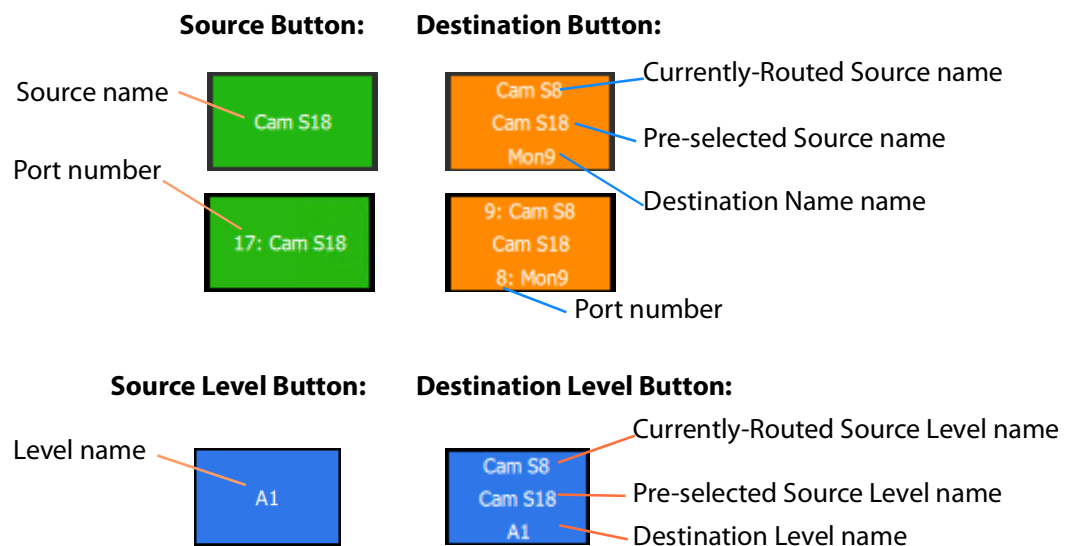 Source Button:
Destination Button:
Source name
Cam S18
Cam S8
Cam S18
Mon9
Currently-Routed Source name
Pre-selected Source name
Destination Name name
Port number
17: Cam S18
9: Cam S8
Cam S18
8: Mon9
Port number
Source Level Button:
Destination Level Button:
Level name
A1
Cam S8
Cam S18
A1
Currently-Routed Source Level name
Pre-selected Source Level name
Destination Level name